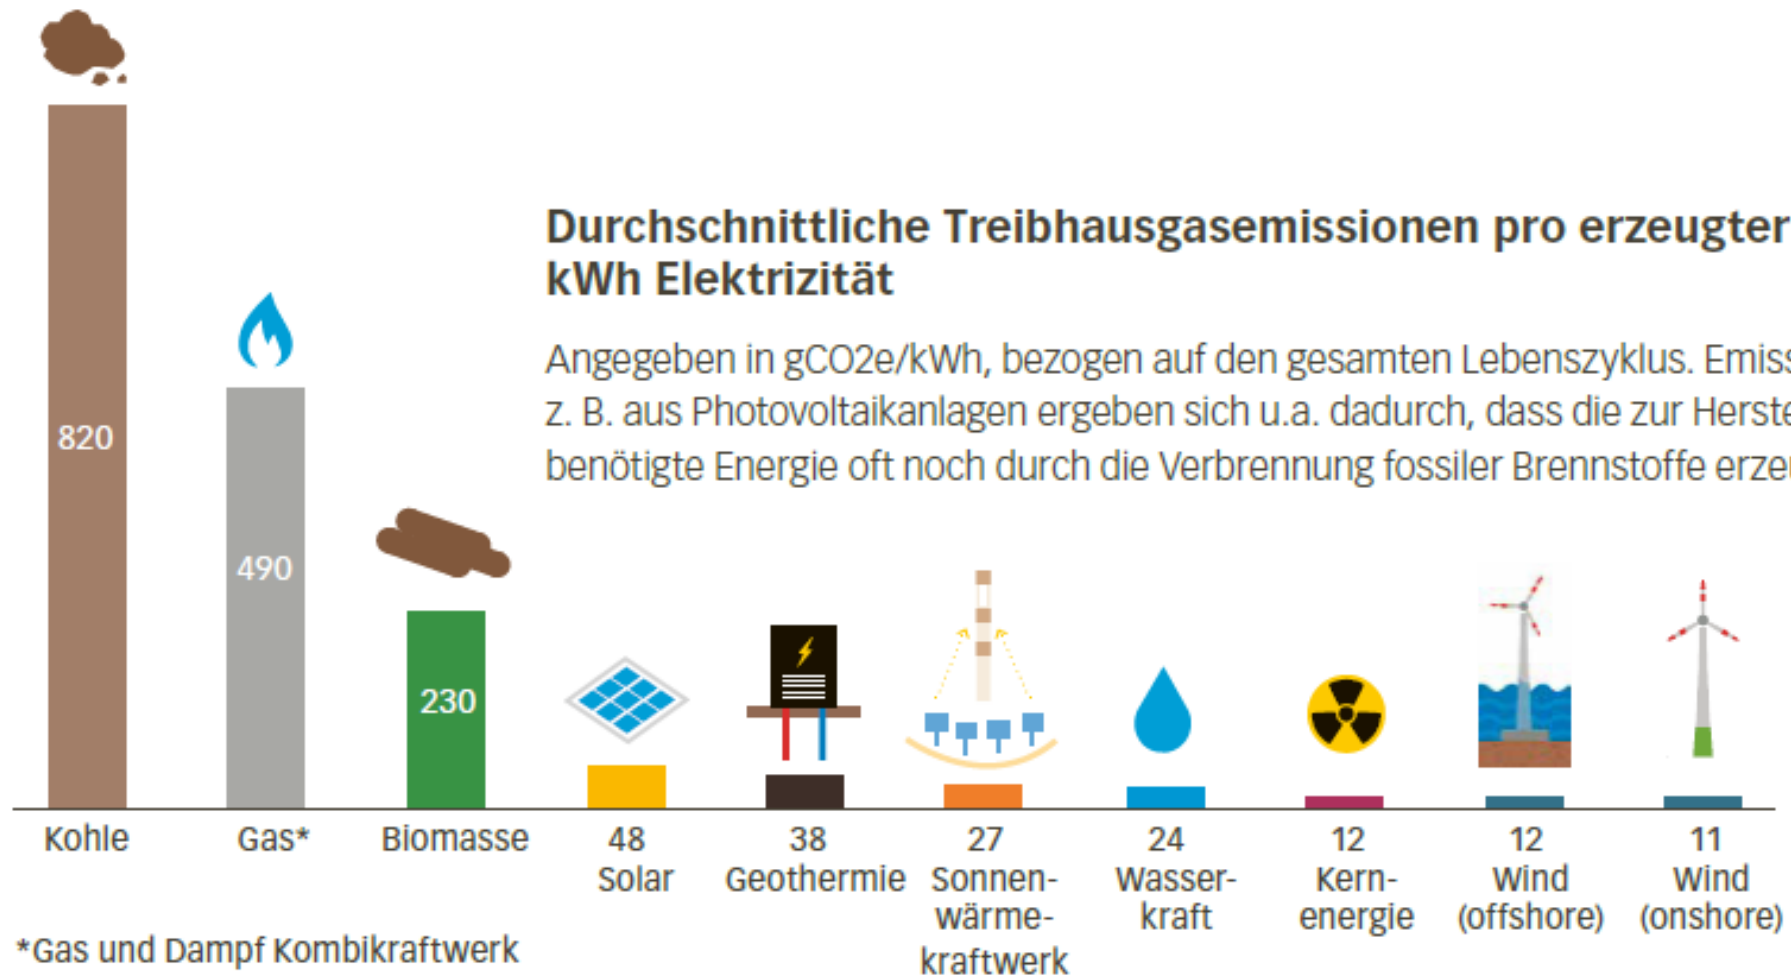 Durchschnittliche Treibhausgasemissionen pro erzeugter
kWh Elektrizität
Angegeben in gCO2e/kWh, bezogen auf den gesamten Lebenszyklus.
z. B. aus Photovoltaikanlagen ergeben sich u.a. dadurch, dass die zur
benötigte Energie oft noch durch die Verbrennung fossiler Brennstoffe
820
490
230
Kohle
Gas*
Biomasse
48
Solar
38
Geothermie
27
Sonnen-
wärme-
kraftwerk
24
Wasser-
kraft
12
Kern-
energie
12
Wind
(offshore)
11
Wind
(onshore)
*Gas und Dampf Kombikraftwerk